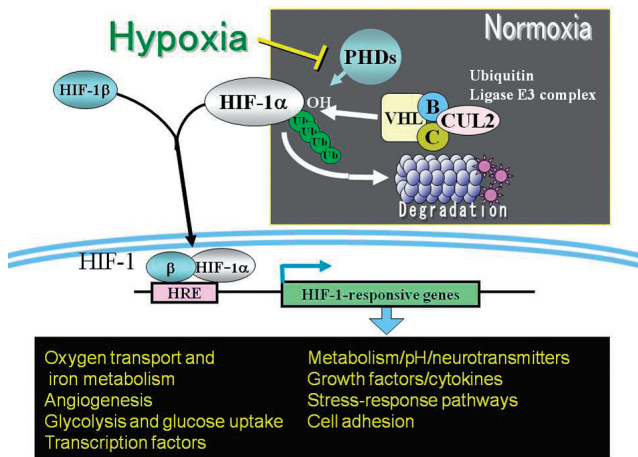 Hypoxia
Normoxia
PHDs
HIF-1β
HIF-1α
OH
Ubiquitin
Ligase E3 complex
VHL
B
C
CUL2
Ub
Ub
Ub
Ub
Degradation
HIF-1
β
HIF-1α
HRE
HIF-1-responsive genes
Oxygen transport and
iron metabolism
Angiogenesis
Glycolysis and glucose uptake
Transcription factors
Metabolism/pH/neurotransmitters
Growth factors/cytokines
Stress-response pathways
Cell adhesion